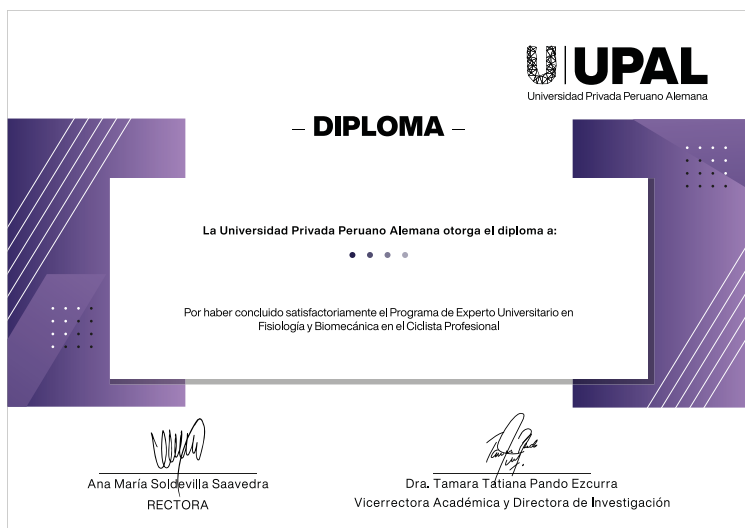 UPAL
Universidad Privada Peruano Alemana
– DIPLOMA –
La Universidad Privada Peruano Alemana otorga el diploma a:
Por haber concluido satisfactoriamente el Programa de Experto Universitario en
Fisiología y Biomecánica en el Ciclista Profesional
Ana María Soldevilla Saavedra
RECTORA
Dra. Tamara Tatiana Pando Ezcurra
Vicerrectora Académica y Directora de Investigación